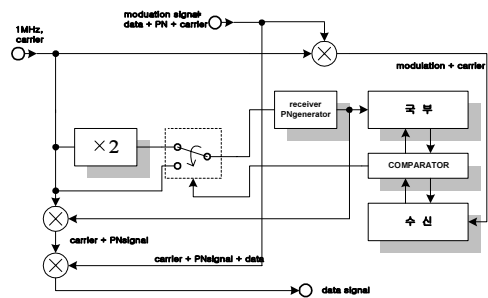 moduation signal+
data + PN + carrier
1MHz,
carrier
modulation + carrier
receiver
PNgenerator
국 부
×2
COMPARATOR
수 신
carrier + PNsignal
carrier + PNsignal + data
data signal